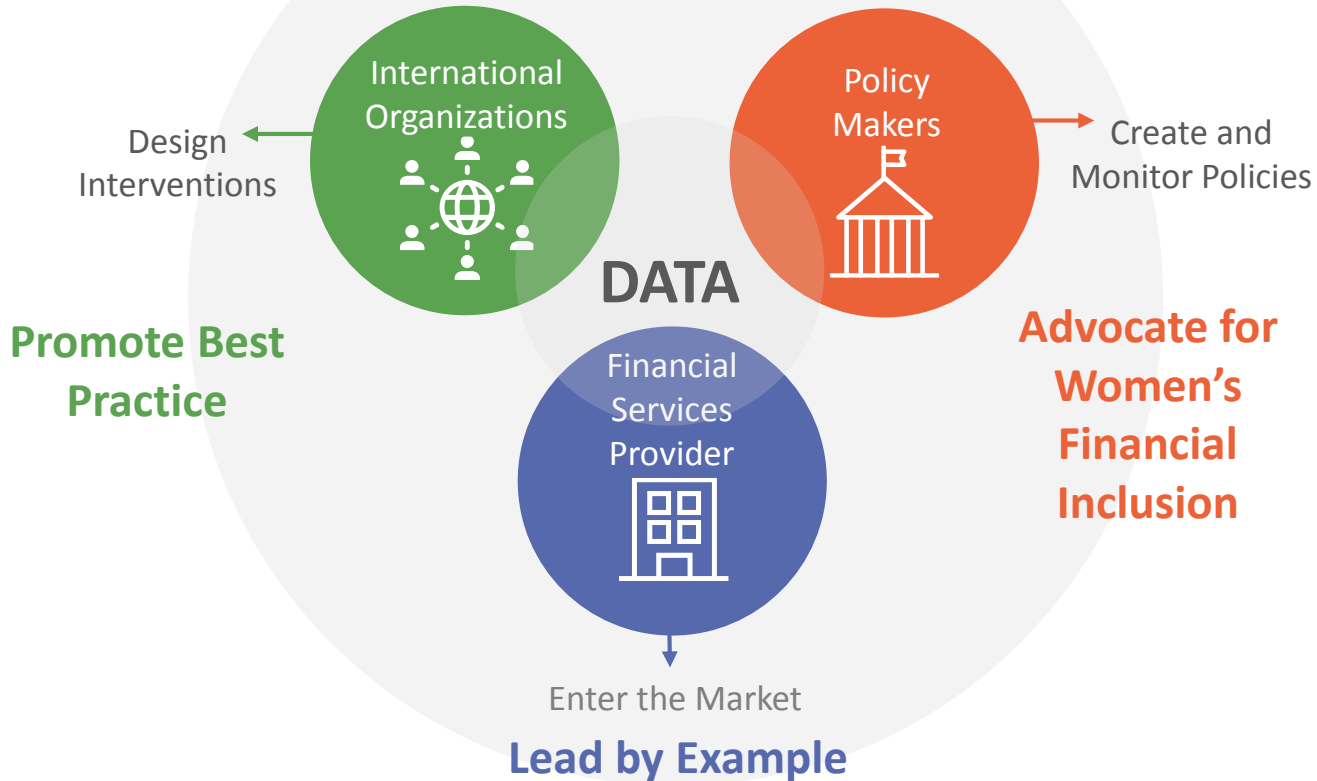 International
Organizations
Policy
Makers
Design
Interventions
Create and
Monitor Policies
DATA
Promote Best
Practice
Advocate for
Women’s
Financial
Inclusion
Financial
Services
Provider
Enter the Market
Lead by Example